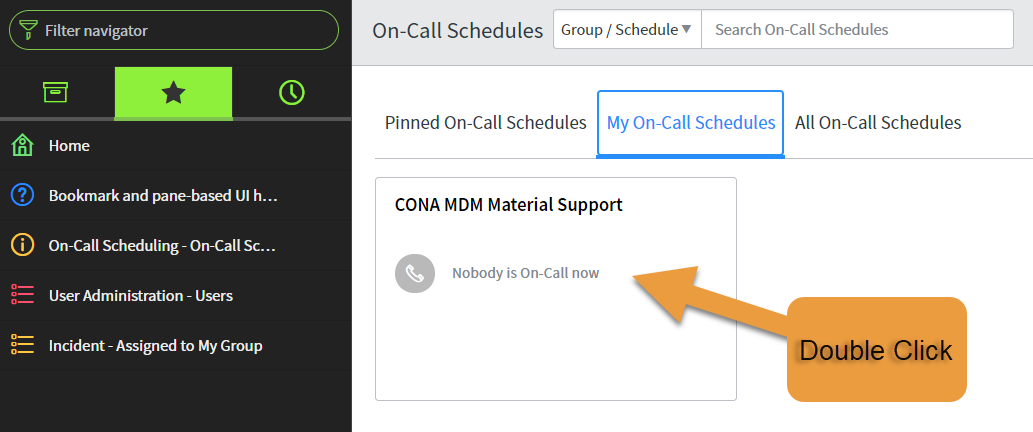 Filter navigator
On-Call Schedules
Group / Schedule
Search On-Call Schedules
Home
Bookmark and pane-based UI h...
On-Call Scheduling - On-Call Sc...
User Administration - Users
Incident - Assigned to My Group
Pinned On-Call Schedules
My On-Call Schedules
All On-Call Schedules
CONA MDM Material Support
Nobody is On-Call now
Double Click